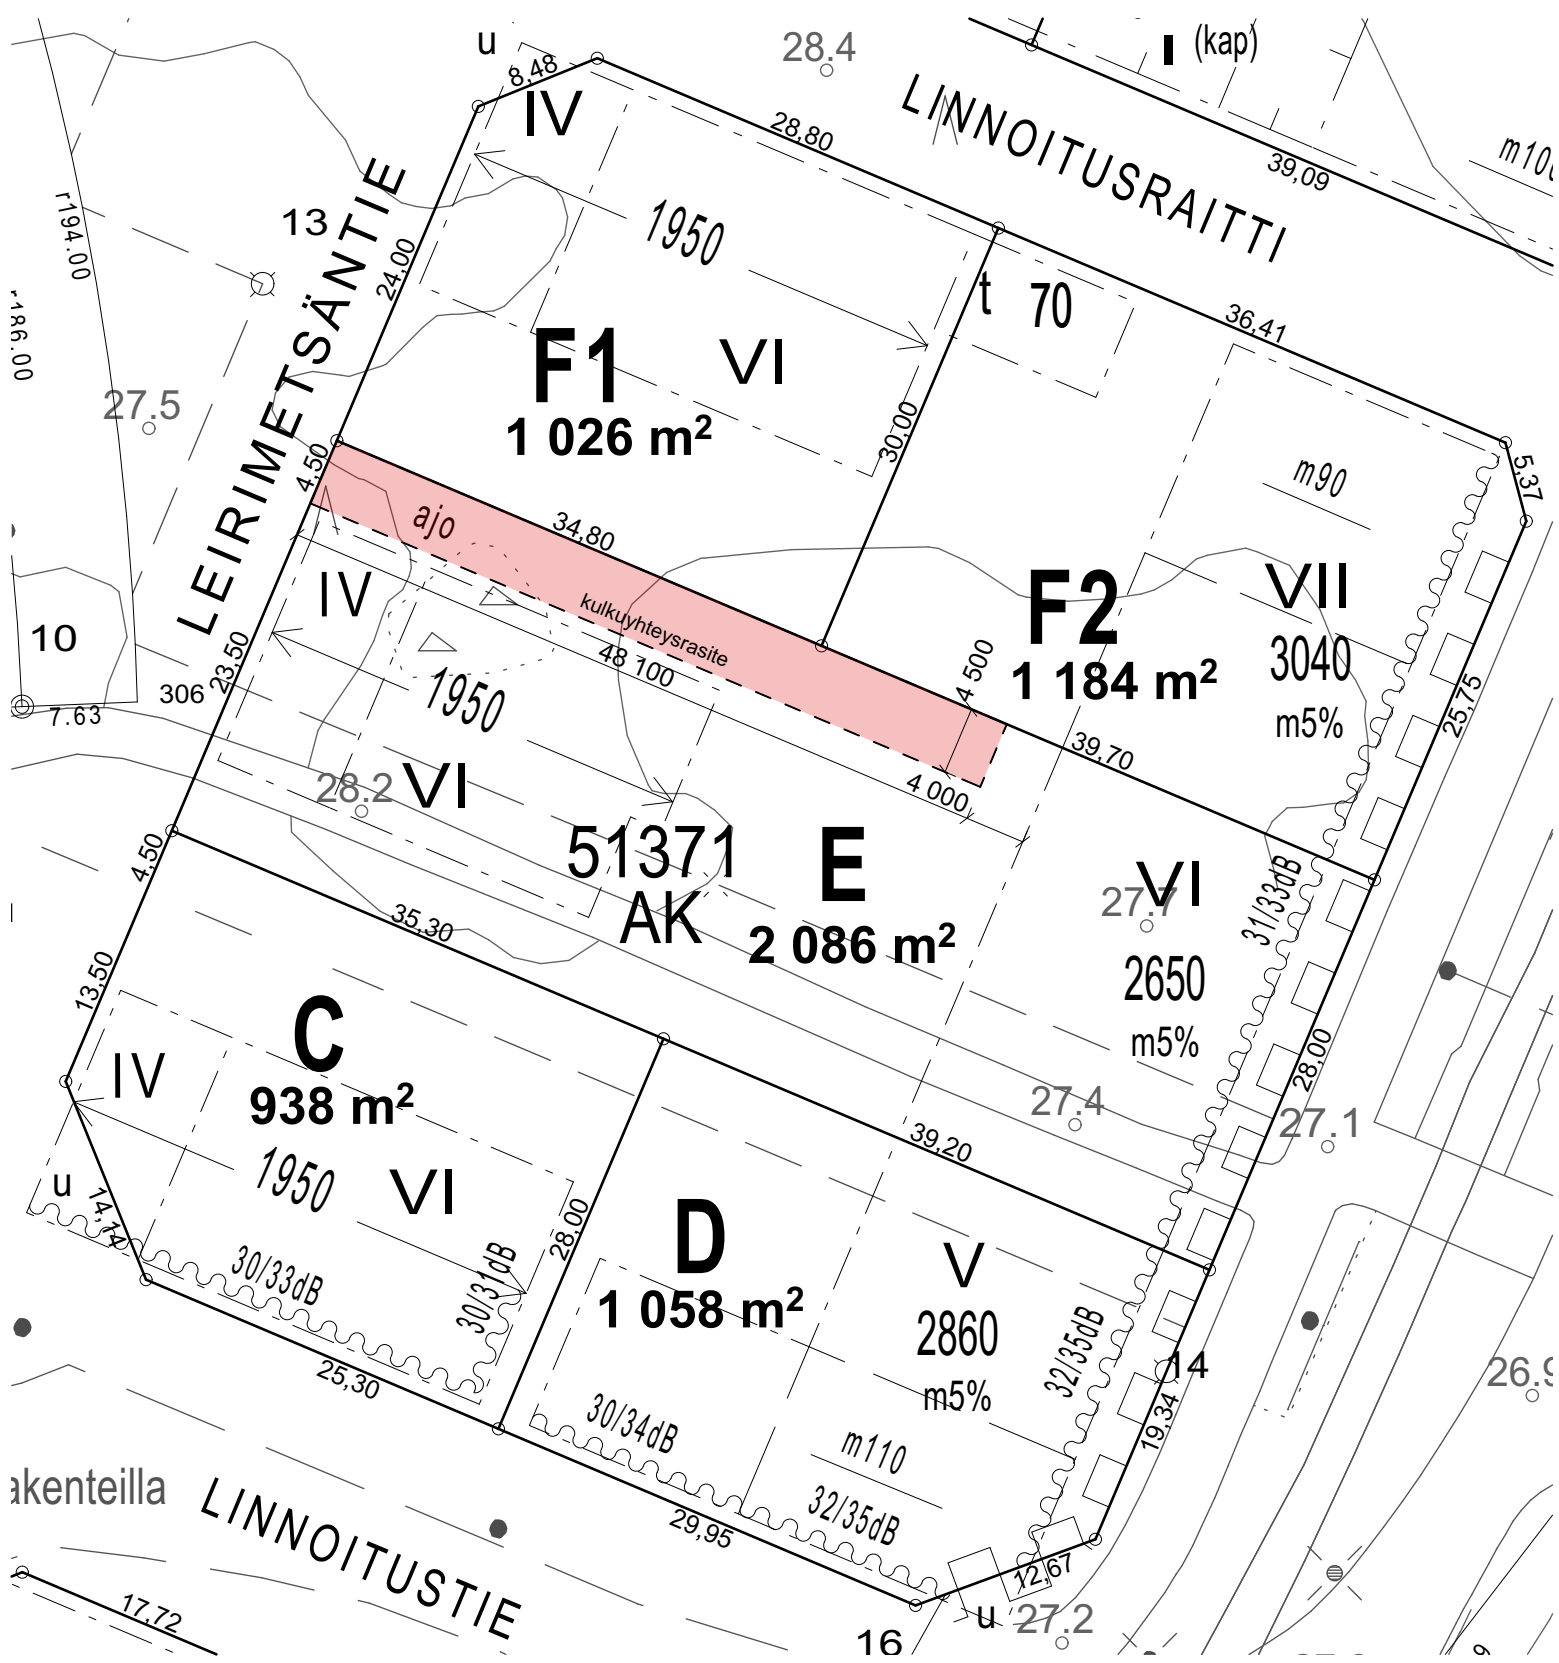 u
8,48
28.4
I (kap)
IV
28,80
LINNOITUSRAITTI
39,09
r194.00
13
1950
24,00
LEIRIMETSÄNTIE
t 70
36,41
r186.00
F1
VI
27.5
1 026 m²
30,00
4,50
m90
5,37
ajo
34,80
IV
kulkuyhteysrasite
F2
VII
10
23,50
48 100
4 500
1 184 m²
3040
306
7.63
1950
m5%
25,75
39,70
28.2
VI
4 000
51371
AK
E
4,50
27.7
VI
31/33dB
35,30
2 086 m²
2650
13,50
C
m5%
IV
938 m²
28,00
27.4
27.1
39,20
1950
VI
u
14,14
28,00
D
30/33dB
30/31dB
1 058 m²
V
2860
32/35dB
14
25,30
m5%
26.9
30/34dB
19,34
m110
akenteilla
LINNOITUSTIE
32/35dB
29,95
12,67
17,72
u
27.2
16